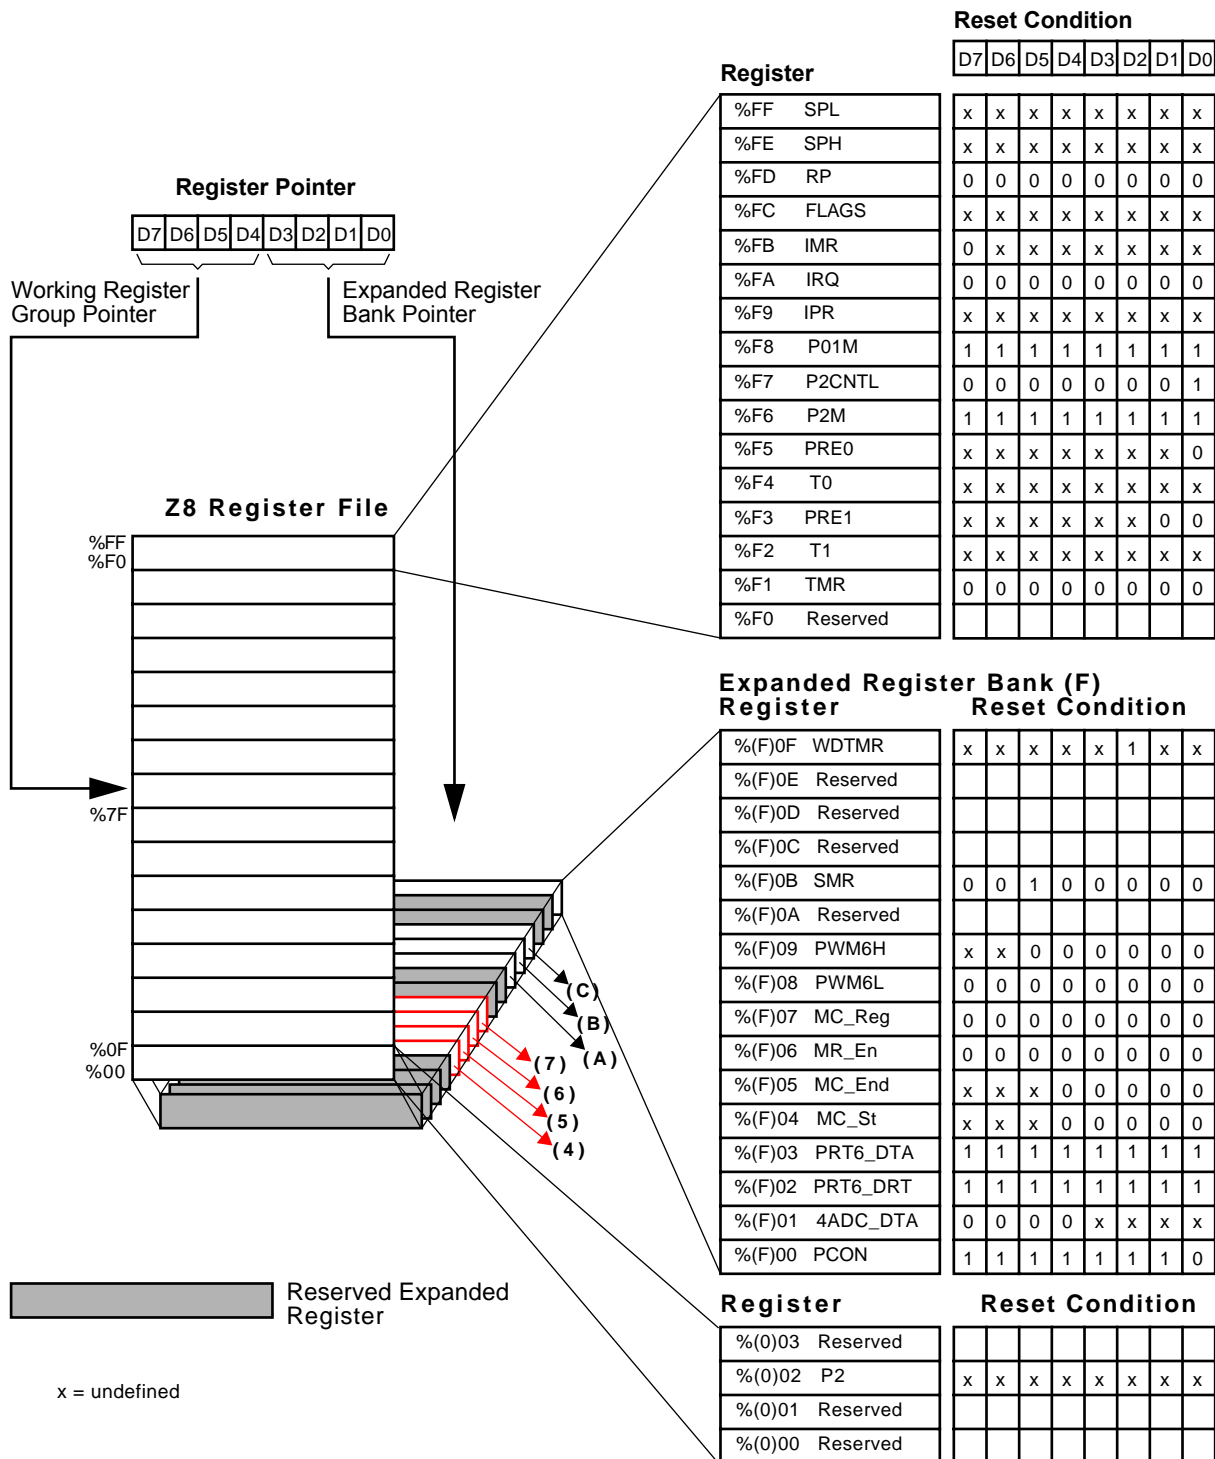 Reset Condition
D7 D6 D5 D4 D3 D2 D1 D0
Register
%FF SPL x x x x x x x x
%FE SPH x x x x x x x x
%FD RP 0 0 0 0 0 0 0 0
%FC FLAGS x x x x x x x x
%FB IMR 0 x x x x x x x
%FA IRQ 0 0 0 0 0 0 0 0
%F9 IPR x x x x x x x x
%F8 P01M 1 1 1 1 1 1 1 1
%F7 P2CNTL 0 0 0 0 0 0 0 1
%F6 P2M 1 1 1 1 1 1 1 1
%F5 PRE0 x x x x x x x 0
%F4 T0 x x x x x x x x
%F3 PRE1 x x x x x x 0 0
%F2 T1 x x x x x x x x
%F1 TMR 0 0 0 0 0 0 0 0
%F0 Reserved
Register Pointer
D7 D6 D5 D4 D3 D2 D1 D0
Working Register
Group Pointer
Expanded Register
Bank Pointer
Z8 Register File
%FF
%F0
%7F
%0F
%00
(C)
(B)
(A)
(7)
(6)
(5)
(4)
Expanded Register Bank (F)
Register Reset Condition
%(F)0F WDTMR x x x x x 1 x x
%(F)0E Reserved
%(F)0D Reserved
%(F)0C Reserved
%(F)0B SMR 0 0 1 0 0 0 0 0
%(F)0A Reserved
%(F)09 PWM6H x x 0 0 0 0 0 0
%(F)08 PWM6L 0 0 0 0 0 0 0 0
%(F)07 MC_Reg 0 0 0 0 0 0 0 0
%(F)06 MR_En 0 0 0 0 0 0 0 0
%(F)05 MC_End x x x 0 0 0 0 0
%(F)04 MC_St x x x 0 0 0 0 0
%(F)03 PRT6_DTA 1 1 1 1 1 1 1 1
%(F)02 PRT6_DRT 1 1 1 1 1 1 1 1
%(F)01 4ADC_DTA 0 0 0 0 x x x x
%(F)00 PCON 1 1 1 1 1 1 1 0
Reserved Expanded
Register
x = undefined
Register Reset Condition
%(0)03 Reserved
%(0)02 P2 x x x x x x x x
%(0)01 Reserved
%(0)00 Reserved